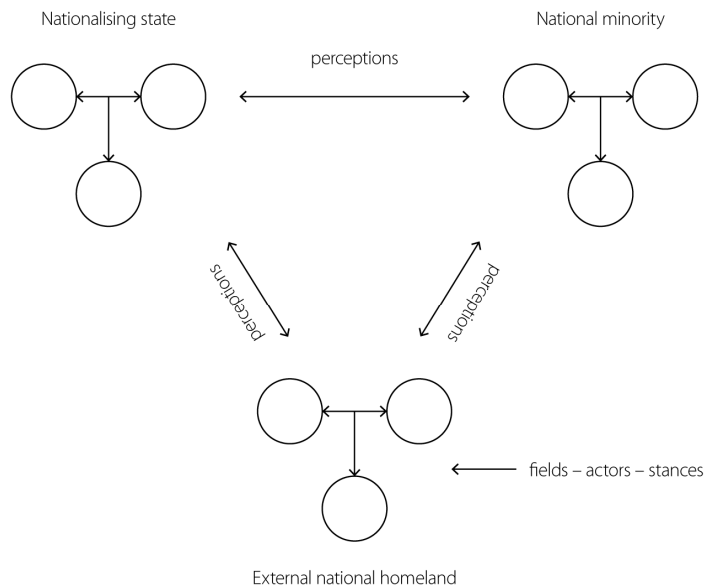 Nationalising state
National minority
perceptions
perceptions
perceptions
fields – actors – stances
External national homeland